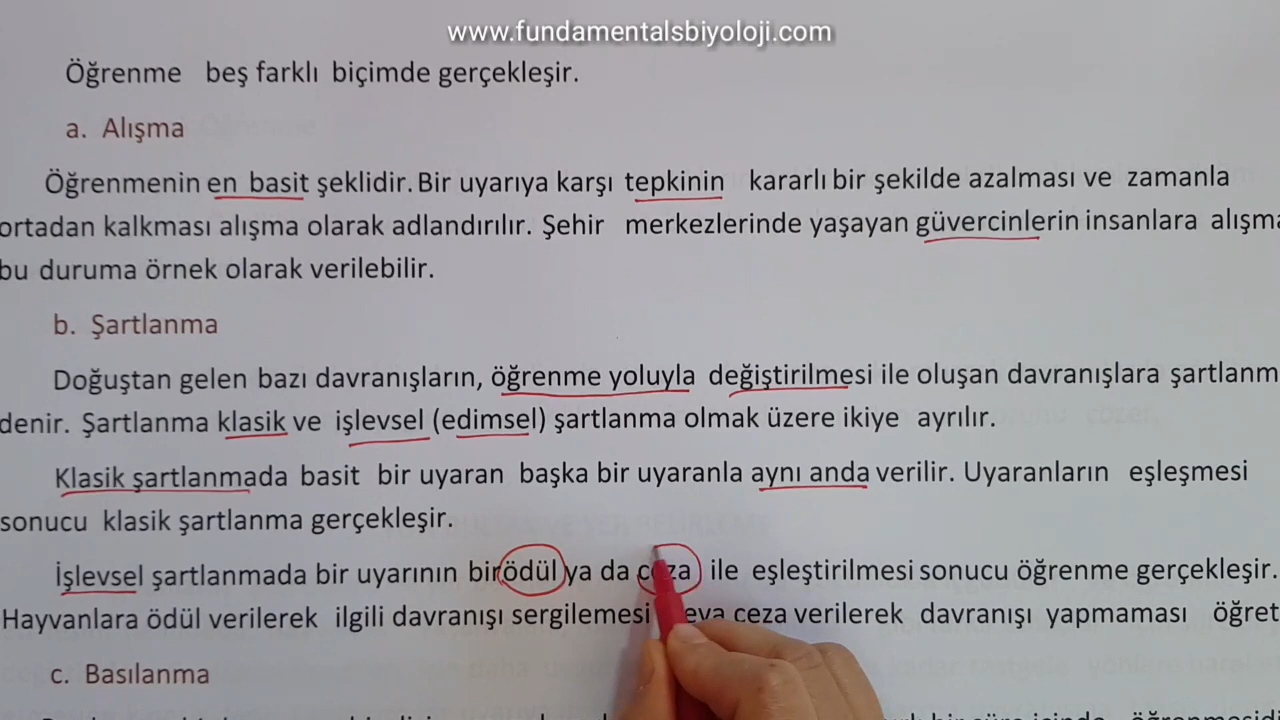 www.fundamentalsbiyoloji.com
Öğrenme beş farklı biçimde gerçekleşir.
a. Alışma
Öğrenmenin en basit şeklidir. Bir uyarıya karşı tepkinin kararlı bir şekilde azalması ve zamanla
ortadan kalkması alışma olarak adlandırılır. Şehir merkezlerinde yaşayan güvercinlerin insanlara alışma
bu duruma örnek olarak verilebilir.
b. Şartlanma
Doğuştan gelen bazı davranışların, öğrenme yoluyla değiştirilmesi ile oluşan davranışlara şartlanm
denir. Şartlanma klasik ve işlevsel (edimsel) şartlanma olmak üzere ikiye ayrılır.
Klasik şartlanmada basit bir uyaran başka bir uyaranla aynı anda verilir. Uyaranların eşleşmesi
sonucu klasik şartlanma gerçekleşir.
İşlevsel şartlanmada bir uyarının bir ödül ya da ceza ile eşleştirilmesi sonucu öğrenme gerçekleşir.
Hayvanlara ödül verilerek ilgili davranışı sergilemesi ceza verilerek davranışı yapmaması öğret
c. Basılanma